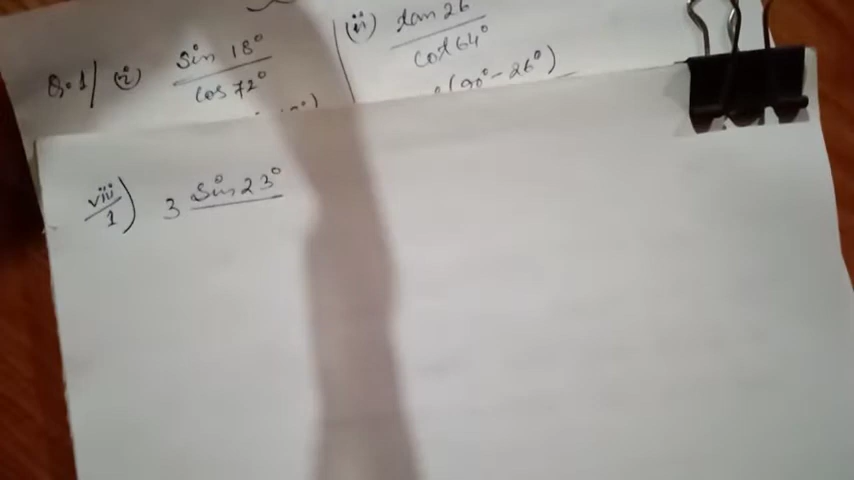 Q.1 (i) sin 18° / cos 72° (ii) tan 26 / cot 64°
(90° - 26°)
viii/1) 3 sin 23°